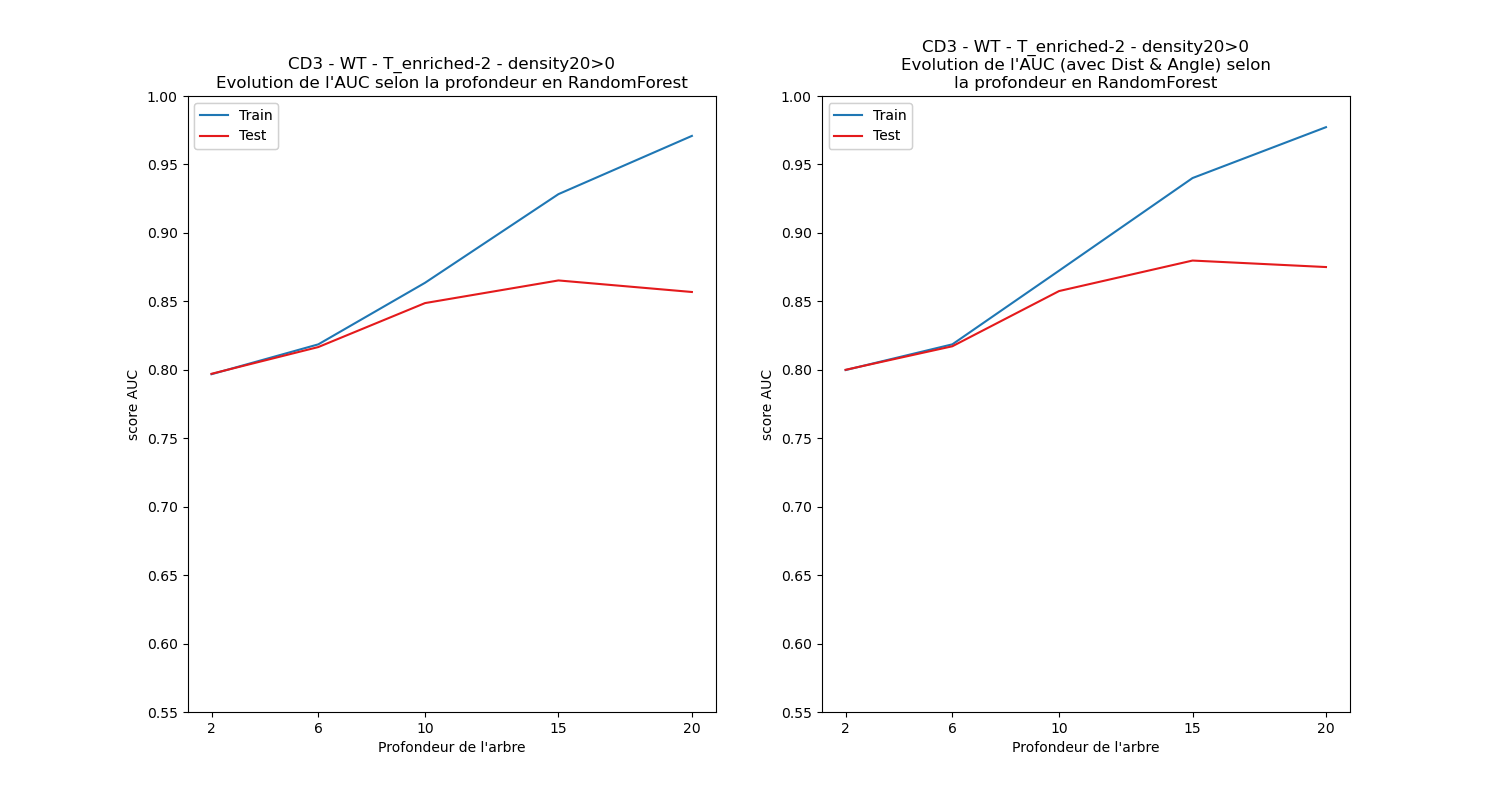 CD3 - WT - T_enriched-2 - density20>0
Evolution de l'AUC selon la profondeur en RandomForest
1.00
0.95
0.90
0.85
0.80
0.75
0.70
0.65
0.60
0.55
score AUC
Train
Test
2 6 10 15 20
Profondeur de l'arbre
CD3 - WT - T_enriched-2 - density20>0
Evolution de l'AUC (avec Dist & Angle) selon
la profondeur en RandomForest
1.00
0.95
0.90
0.85
0.80
0.75
0.70
0.65
0.60
0.55
score AUC
Train
Test
2 6 10 15 20
Profondeur de l'arbre